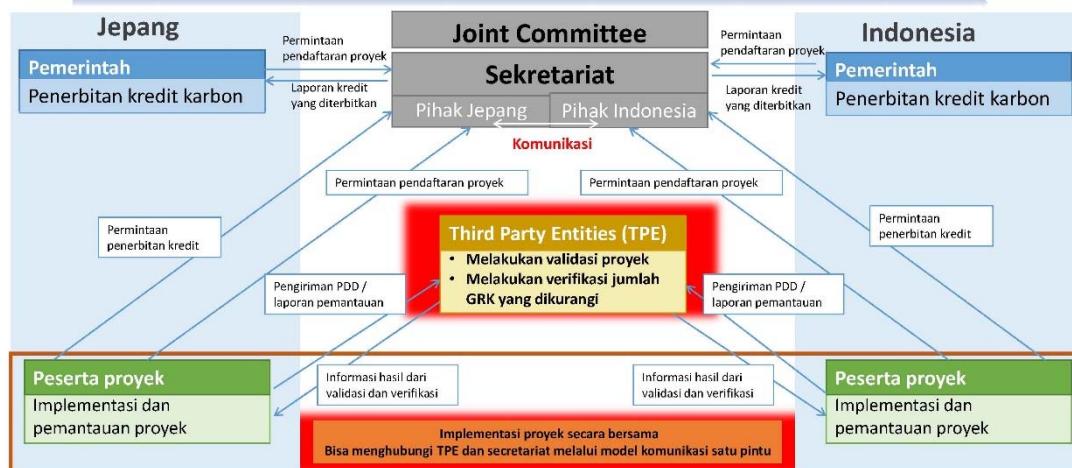 Jepang
Joint Committee
Indonesia
Permintaan
pendaftaran proyek
Permintaan
pendaftaran proyek
Pemerintah
Penerbitan kredit karbon
Sekretariat
Pemerintah
Penerbitan kredit karbon
Laporan kredit
yang diterbitkan
Laporan kredit
yang diterbitkan
Pihak Jepang
Pihak Indonesia
Komunikasi
Permintaan pendaftaran proyek
Permintaan pendaftaran proyek
Permintaan
penerbitan kredit
Third Party Entities (TPE)
• Melakukan validasi proyek
• Melakukan verifikasi jumlah
GRK yang dikurangi
Permintaan
penerbitan kredit
Pengiriman PDD /
laporan pemantauan
Pengiriman PDD /
laporan pemantauan
Peserta proyek
Implementasi dan
pemantauan proyek
Informasi hasil dari
validasi dan verifikasi
Informasi hasil dari
validasi dan verifikasi
Peserta proyek
Implementasi dan
pemantauan proyek
Implementasi proyek secara bersama
Bisa menghubungi TPE dan secretariat melalui model komunikasi satu pintu